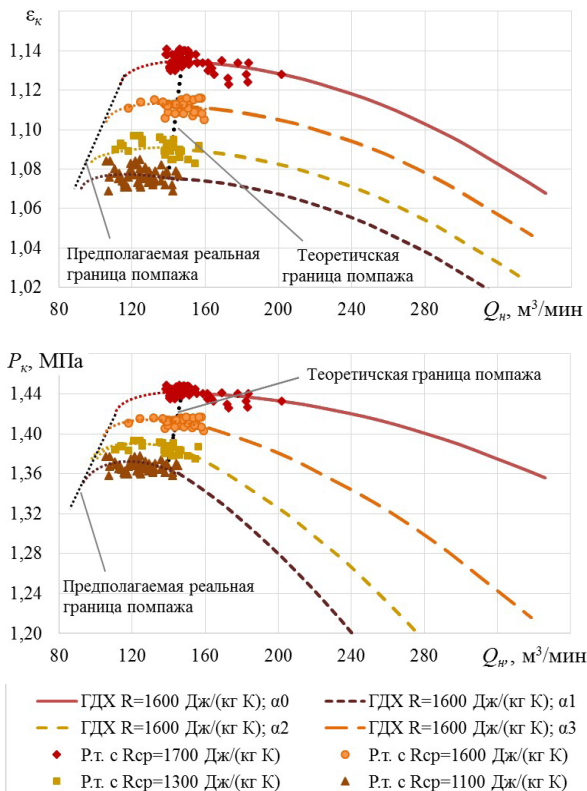 εк
1,14
1,12
1,10
1,08
1,06
1,04
1,02
Предполагаемая реальная
граница помпажа
Теоретичская
граница помпажа
80 120 160 200 240 280 Qн, м³/мин
Pк, МПа
1,44
1,40
1,36
1,32
1,28
1,24
1,20
Теоретичская граница помпажа
Предполагаемая реальная
граница помпажа
80 120 160 200 240 280 Qн, м³/мин
ГДХ R=1600 Дж/(кг К); α0
ГДХ R=1600 Дж/(кг К); α1
ГДХ R=1600 Дж/(кг К); α2
ГДХ R=1600 Дж/(кг К); α3
Р.т. с Rср=1700 Дж/(кг К)
Р.т. с Rср=1600 Дж/(кг К)
Р.т. с Rср=1300 Дж/(кг К)
Р.т. с Rср=1100 Дж/(кг К)